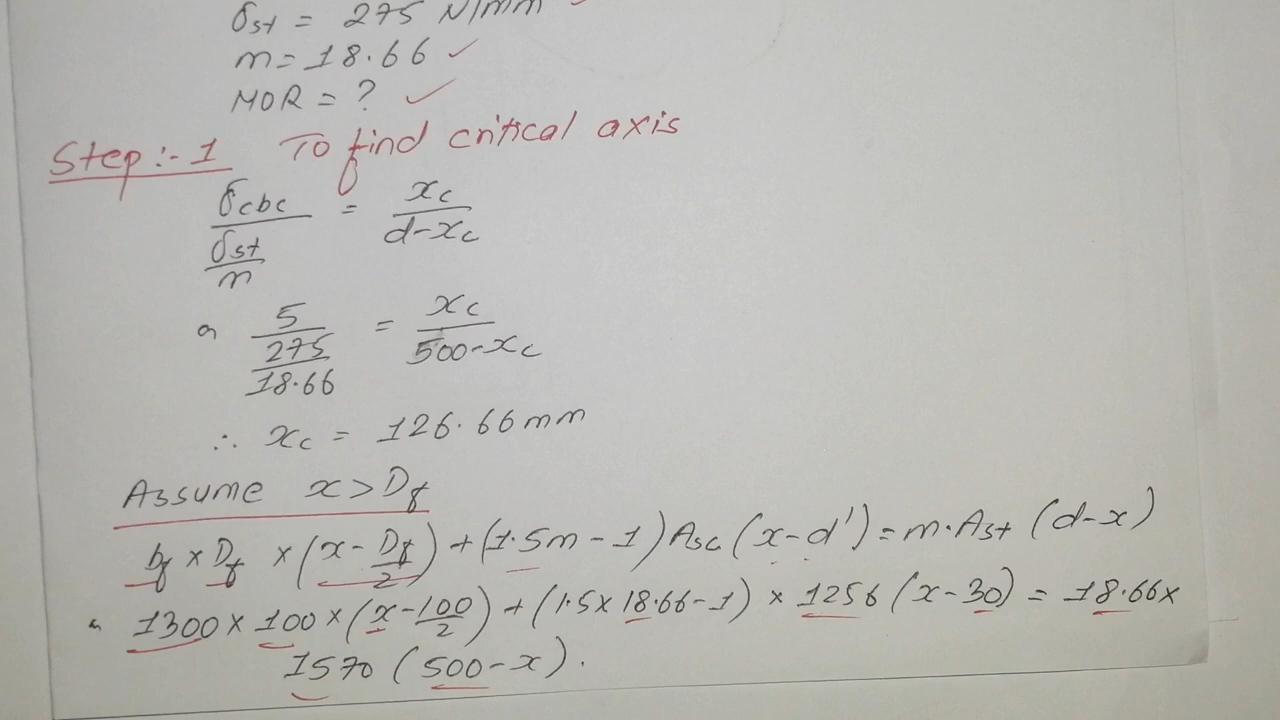 σst = 275 N/mm
m = 18.66 ✓
MOR = ? ✓
Step:-1 To find critical axis
σcbc / (σst / m) = xc / (d-xc)
5 / (275 / 18.66) = xc / (500-xc)
∴ xc = 126.66 mm
Assume x > Df
bf × Df × (x - Df/2) + (1.5m - 1) Asc (x-d') = m·Ast (d-x)
1300 × 100 × (x - 100/2) + (1.5 × 18.66 - 1) × 1256 (x-30) = 18.66 ×
1570 (500-x).